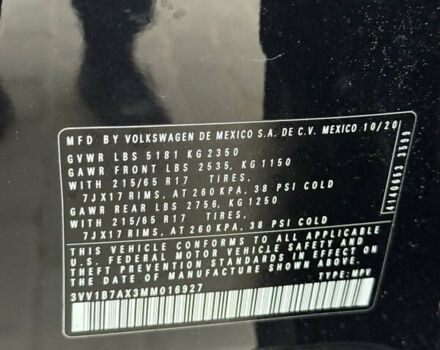 MFD BY VOLKSWAGEN DE MEXICO S.A. DE C.V. MEXICO 10/20
GVWR LBS 5181 KG 2350
GAWR FRONT LBS 2535, KG 1150
WITH 215/65 R17 TIRES,
7JX17 RIMS, AT 260 KPA, 38 PSI COLD
GAWR REAR LBS 2756, KG 1250
WITH 215/65 R17 TIRES,
7JX17 RIMS, AT 260 KPA, 38 PSI COLD
THIS VEHICLE CONFORMS TO ALL APPLICABLE
U.S. FEDERAL MOTOR VEHICLE SAFETY AND
THEFT PREVENTION STANDARDS IN EFFECT ON
THE DATE OF MANUFACTURE SHOWN ABOVE.
3VV1B7AX3MM016927 TYPE: MPV